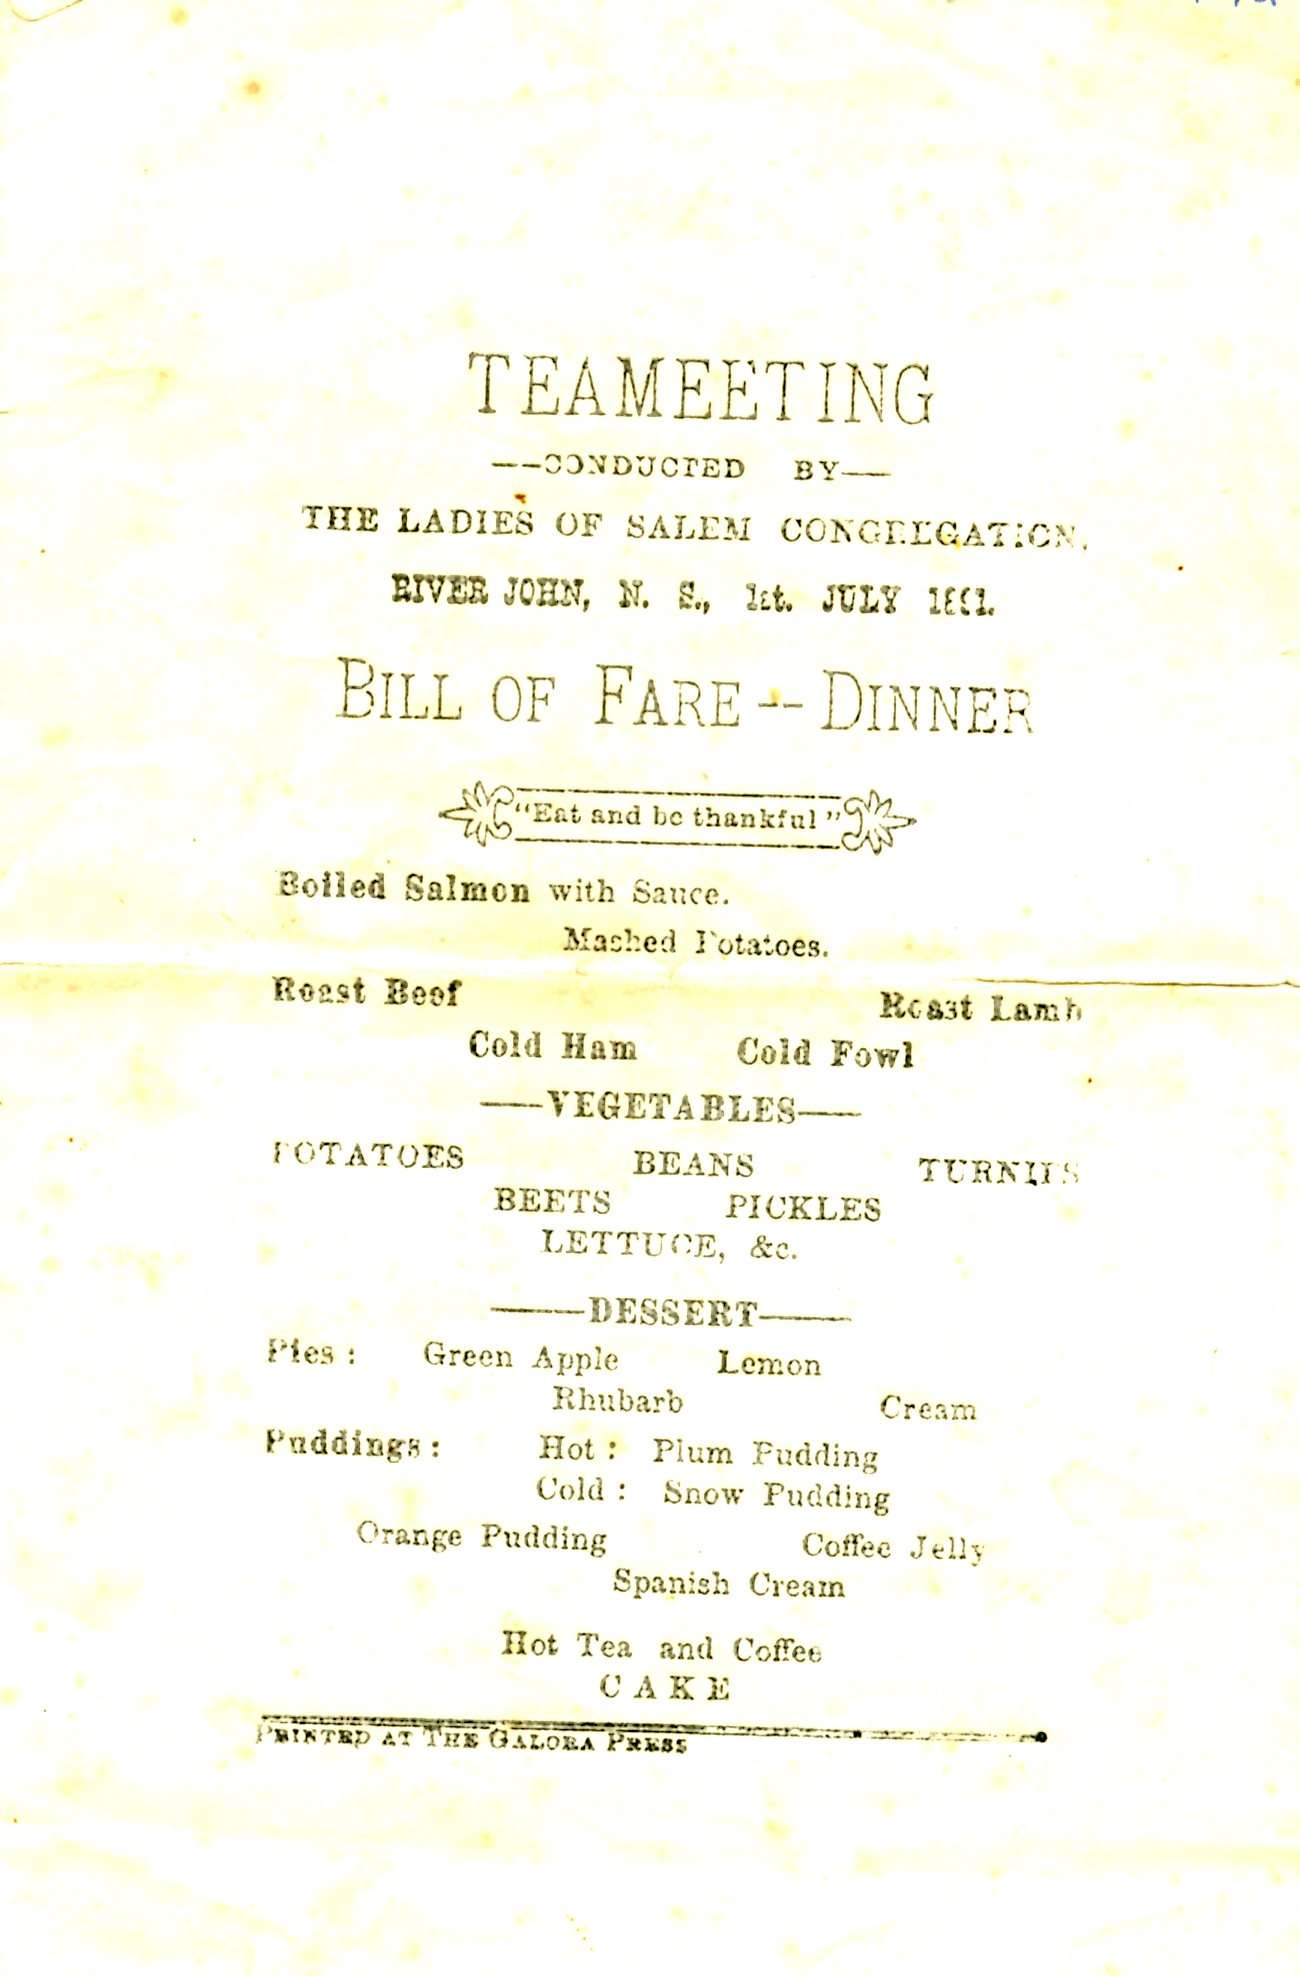 TEAMEETING
——CONDUCTED BY——
THE LADIES OF SALEM CONGREGATION,
RIVER JOHN, N. S., 1st. JULY 1891.
BILL OF FARE -- DINNER
"Eat and be thankful"
Boiled Salmon with Sauce.
Mashed Potatoes.
Roast Beef Roast Lamb
Cold Ham Cold Fowl
——VEGETABLES——
POTATOES BEANS TURNIPS
BEETS PICKLES
LETTUCE, &c.
——DESSERT——
Pies : Green Apple Lemon
Rhubarb Cream
Puddings : Hot : Plum Pudding
Cold : Snow Pudding
Orange Pudding Coffee Jelly
Spanish Cream
Hot Tea and Coffee
CAKE
PRINTED AT THE GALORA PRESS